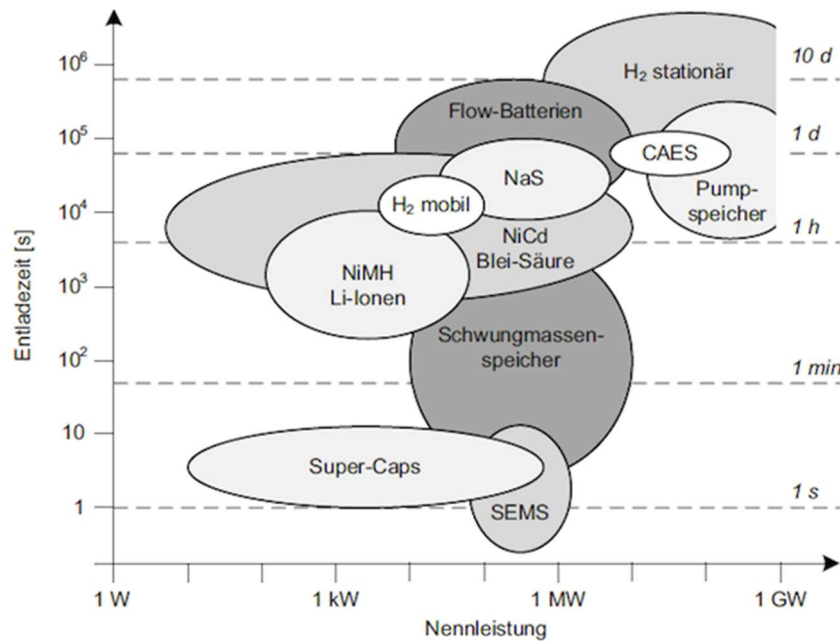 10⁶
10⁵
10⁴
10³
10²
10
1
Entladezeit [s]
10 d
1 d
1 h
1 min
1 s
H₂ stationär
Flow-Batterien
CAES
NaS
Pump-
speicher
H₂ mobil
NiCd
Blei-Säure
NiMH
Li-Ionen
Schwungmassen-
speicher
Super-Caps
SEMS
1 W
1 kW
1 MW
1 GW
Nennleistung